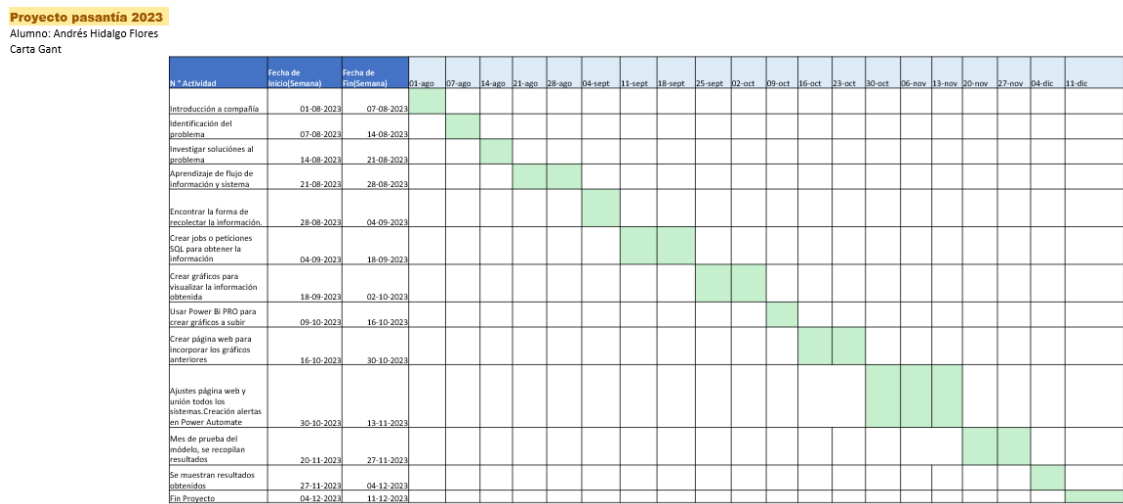 Proyecto pasantía 2023
Alumno: Andrés Hidalgo Flores
Carta Gant
N ° Actividad
Fecha de
Inicio(Semana)
Fecha de
Fin(Semana)
01-ago 07-ago 14-ago 21-ago 28-ago 04-sept 11-sept 18-sept 25-sept 02-oct 09-oct 16-oct 23-oct 30-oct 06-nov 13-nov 20-nov 27-nov 04-dic 11-dic
Introducción a compañía 01-08-2023 07-08-2023
Identificación del
problema 07-08-2023 14-08-2023
Investigar soluciónes al
problema 14-08-2023 21-08-2023
Aprendizaje de flujo de
información y sistema 21-08-2023 28-08-2023
Encontrar la forma de
recolectar la información. 28-08-2023 04-09-2023
Crear jobs o peticiones
SQL para obtener la
información 04-09-2023 18-09-2023
Crear gráficos para
visualizar la información
obtenida 18-09-2023 02-10-2023
Usar Power Bi PRO para
crear gráficos a subir 09-10-2023 16-10-2023
Crear página web para
incorporar los gráficos
anteriores 16-10-2023 30-10-2023
Ajustes página web y
unión todos los
sistemas.Creación alertas
en Power Automate 30-10-2023 13-11-2023
Mes de prueba del
módelo, se recopilan
resultados 20-11-2023 27-11-2023
Se muestran resultados
obtenidos 27-11-2023 04-12-2023
Fin Proyecto 04-12-2023 11-12-2023